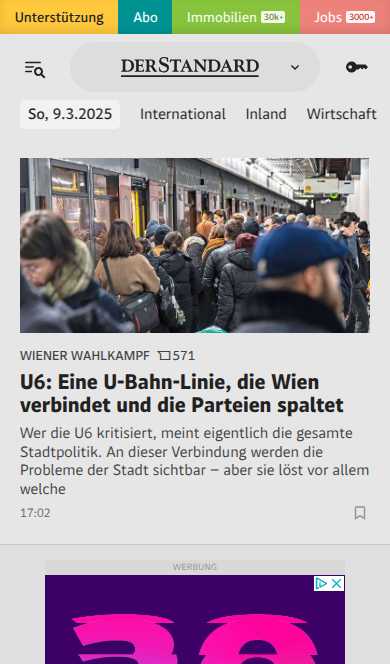 Unterstützung Abo Immobilien 30k+ Jobs 3000+
DERSTANDARD
So, 9.3.2025 International Inland Wirtschaft
WIENER WAHLKAMPF 571
U6: Eine U-Bahn-Linie, die Wien
verbindet und die Parteien spaltet
Wer die U6 kritisiert, meint eigentlich die gesamte
Stadtpolitik. An dieser Verbindung werden die
Probleme der Stadt sichtbar – aber sie löst vor allem
welche
17:02
WERBUNG